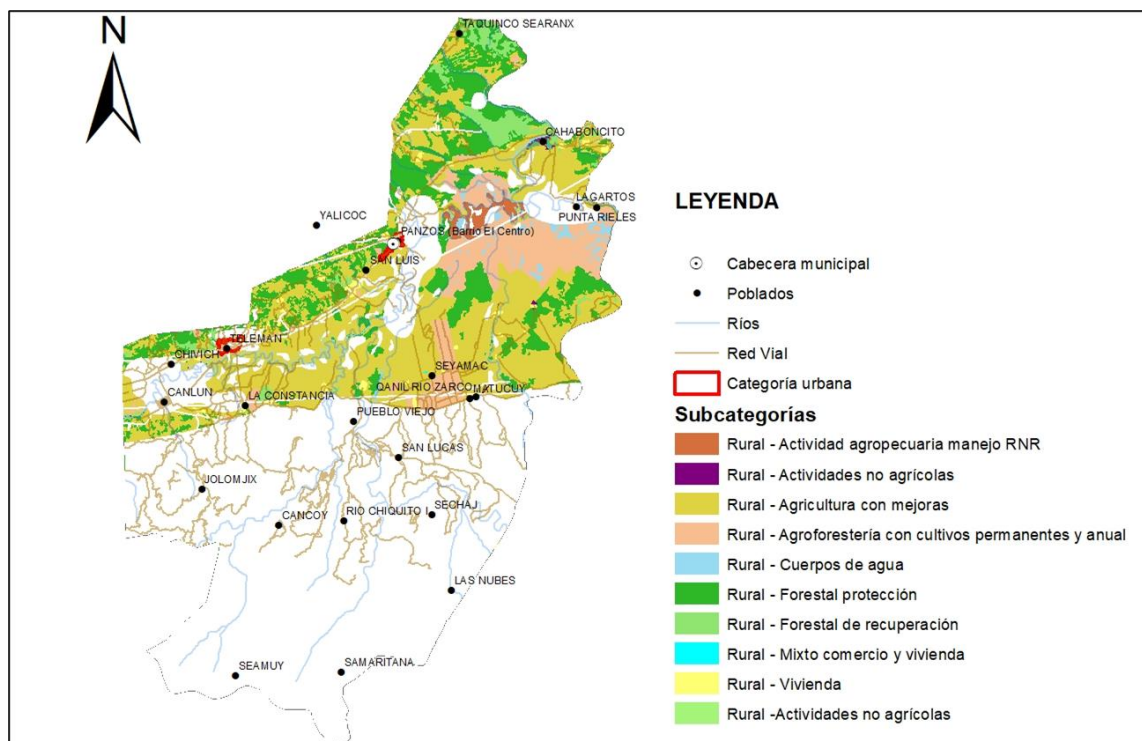 N
TAQUINCO SEARANX
CAHABONCITO
LAGARTOS
PUNTA RIELES
YALICOC
PANZOS (Barrio El Centro)
SAN LUIS
TELEMAN
CHIVICH
SEYAMAC
CANLUN
LA CONSTANCIA
QANIL RIO ZARCO
MATUCUY
PUEBLO VIEJO
SAN LUCAS
JOLOMJIX
CANCOY
RIO CHIQUITO I
SECHAJ
LAS NUBES
SEAMUY
SAMARITANA
LEYENDA
Cabecera municipal
Poblados
Ríos
Red Vial
Categoría urbana
Subcategorías
Rural - Actividad agropecuaria manejo RNR
Rural - Actividades no agrícolas
Rural - Agricultura con mejoras
Rural - Agroforestería con cultivos permanentes y anual
Rural - Cuerpos de agua
Rural - Forestal protección
Rural - Forestal de recuperación
Rural - Mixto comercio y vivienda
Rural - Vivienda
Rural -Actividades no agrícolas